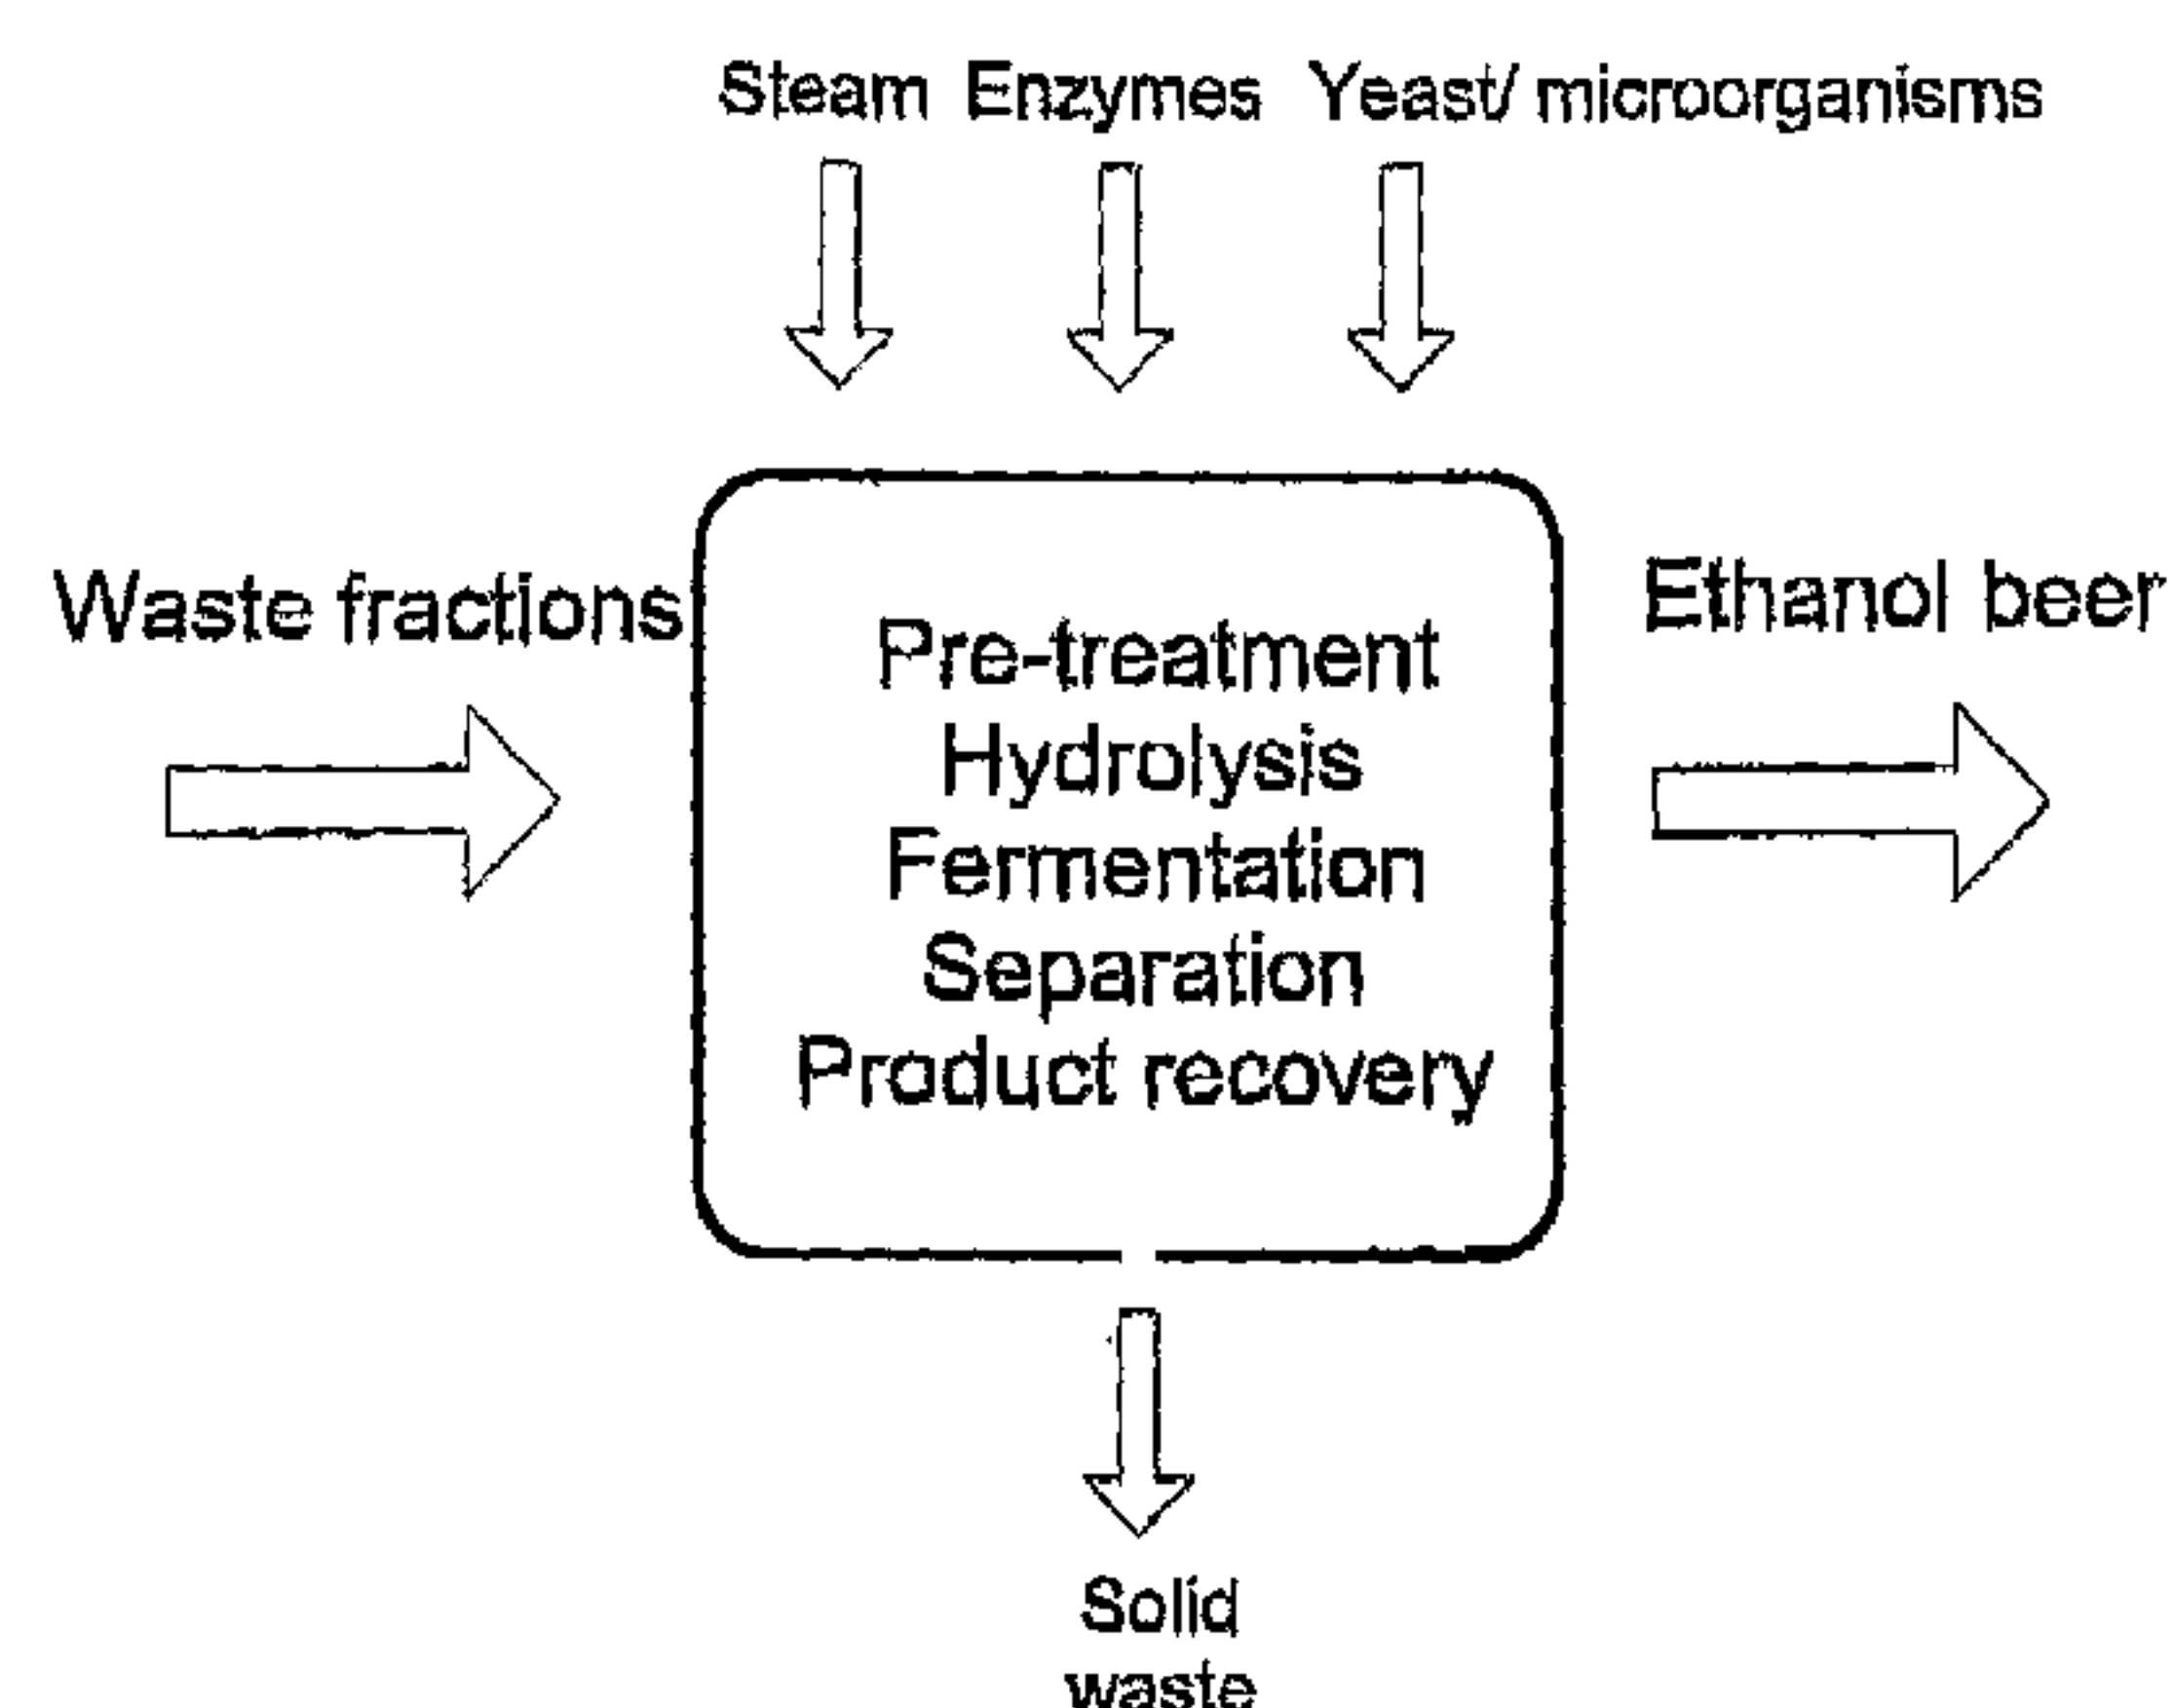 Steam Enzymes Yeast/ microorganisms
Waste fractions
Ethanol beer
Pre-treatment
Hydrolysis
Fermentation
Separation
Product recovery
Solid
waste